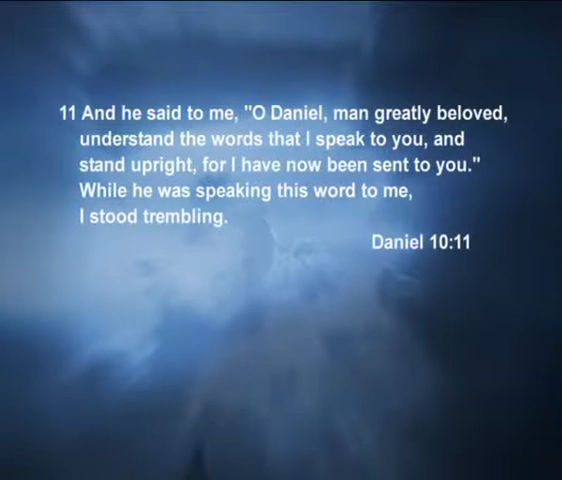 11 And he said to me, "O Daniel, man greatly beloved,
understand the words that I speak to you, and
stand upright, for I have now been sent to you."
While he was speaking this word to me,
I stood trembling.
Daniel 10:11